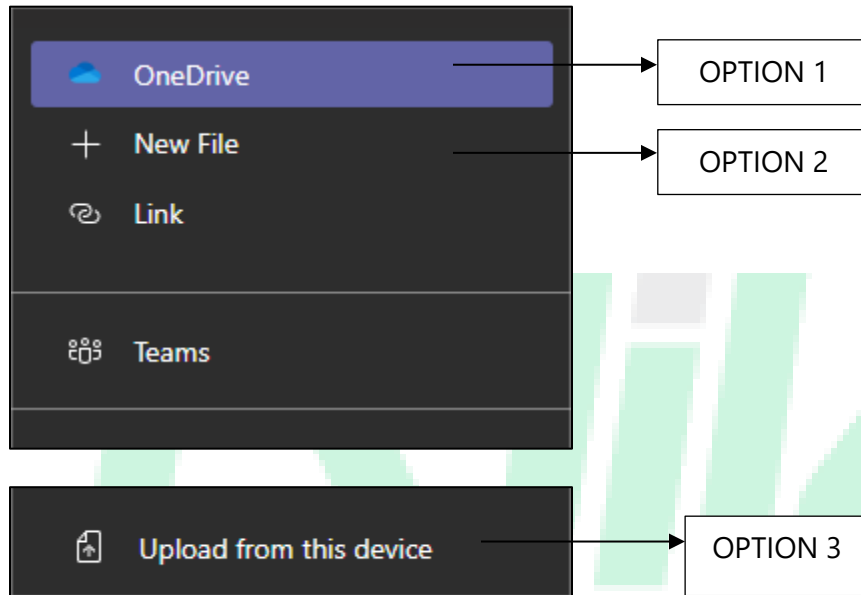 OneDrive
OPTION 1
New File
OPTION 2
Link
Teams
Upload from this device
OPTION 3